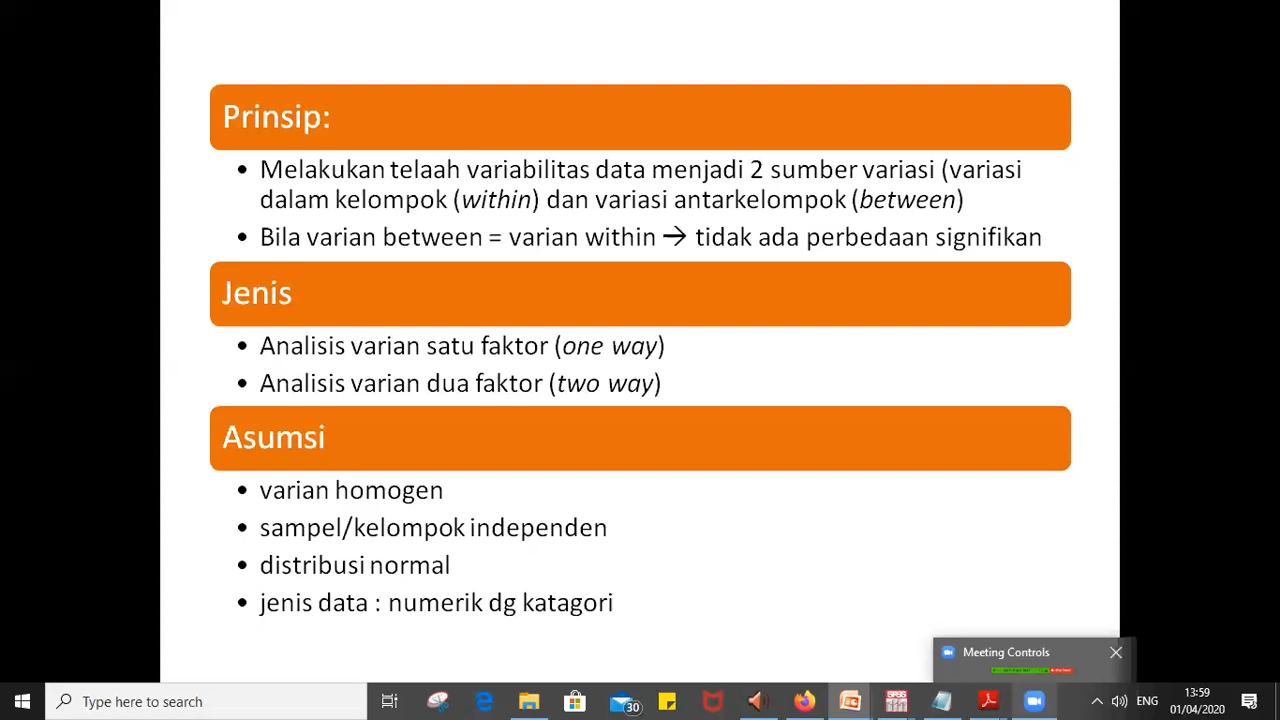 Prinsip:
• Melakukan telaah variabilitas data menjadi 2 sumber variasi (variasi
dalam kelompok (within) dan variasi antarkelompok (between)
• Bila varian between = varian within → tidak ada perbedaan signifikan
Jenis
• Analisis varian satu faktor (one way)
• Analisis varian dua faktor (two way)
Asumsi
• varian homogen
• sampel/kelompok independen
• distribusi normal
• jenis data : numerik dg katagori
Meeting Controls
Type here to search
30
SPSS
ENG
13:59
01/04/2020